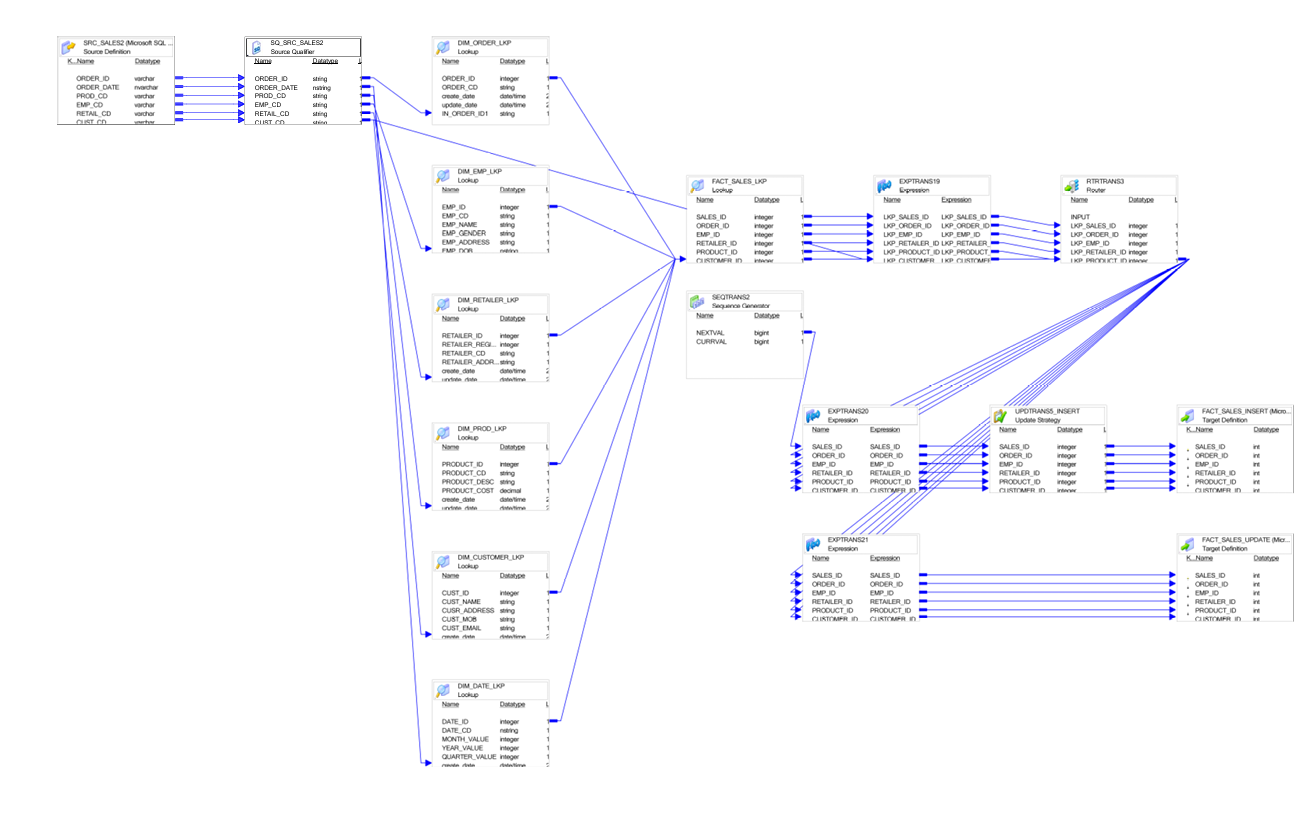 SRC_SALES2 (Microsoft SQL ...
Source Definition
K... Name Datatype
ORDER_ID varchar
ORDER_DATE nvarchar
PROD_CD varchar
EMP_CD varchar
RETAIL_CD varchar
CUST_CD varchar
SQ_SRC_SALES2
Source Qualifier
Name Datatype L
ORDER_ID string
ORDER_DATE nstring
PROD_CD string
EMP_CD string
RETAIL_CD string
CUST_CD string
DIM_ORDER_LKP
Lookup
Name Datatype L
ORDER_ID integer
ORDER_CD string
create_date date/time
update_date date/time
IN_ORDER_ID1 string
DIM_EMP_LKP
Lookup
Name Datatype L
EMP_ID integer
EMP_CD string
EMP_NAME string
EMP_GENDER string
EMP_ADDRESS string
EMP_DOB nstring
DIM_RETAILER_LKP
Lookup
Name Datatype L
RETAILER_ID integer
RETAILER_REGI... integer
RETAILER_CD string
RETAILER_ADDR... string
create_date date/time
update_date date/time
DIM_PROD_LKP
Lookup
Name Datatype L
PRODUCT_ID integer
PRODUCT_CD string
PRODUCT_DESC string
PRODUCT_COST decimal
create_date date/time
update_date date/time
DIM_CUSTOMER_LKP
Lookup
Name Datatype L
CUST_ID integer
CUST_NAME string
CUSR_ADDRESS string
CUST_MOB string
CUST_EMAIL string
create_date date/time
DIM_DATE_LKP
Lookup
Name Datatype L
DATE_ID integer
DATE_CD nstring
MONTH_VALUE integer
YEAR_VALUE integer
QUARTER_VALUE integer
create_date date/time
FACT_SALES_LKP
Lookup
Name Datatype L
SALES_ID integer
ORDER_ID integer
EMP_ID integer
RETAILER_ID integer
PRODUCT_ID integer
CUSTOMER_ID integer
EXPTRANS19
Expression
Name Expression
LKP_SALES_ID LKP_SALES_ID
LKP_ORDER_ID LKP_ORDER_ID
LKP_EMP_ID LKP_EMP_ID
LKP_RETAILER_ID LKP_RETAILER_
LKP_PRODUCT_ID LKP_PRODUCT_
LKP_CUSTOMER LKP_CUSTOME
RTRTRANS3
Router
Name Datatype L
INPUT
LKP_SALES_ID integer
LKP_ORDER_ID integer
LKP_EMP_ID integer
LKP_RETAILER_ID integer
LKP_PRODUCT_ID integer
SEQTRANS2
Sequence Generator
Name Datatype L
NEXTVAL bigint
CURRVAL bigint
EXPTRANS20
Expression
Name Expression
SALES_ID SALES_ID
ORDER_ID ORDER_ID
EMP_ID EMP_ID
RETAILER_ID RETAILER_ID
PRODUCT_ID PRODUCT_ID
CUSTOMER_ID CUSTOMER_ID
UPDTRANS5_INSERT
Update Strategy
Name Datatype L
SALES_ID integer
ORDER_ID integer
EMP_ID integer
RETAILER_ID integer
PRODUCT_ID integer
CUSTOMER_ID integer
FACT_SALES_INSERT (Micro...
Target Definition
K... Name Datatype
SALES_ID int
ORDER_ID int
EMP_ID int
RETAILER_ID int
PRODUCT_ID int
CUSTOMER_ID int
EXPTRANS21
Expression
Name Expression
SALES_ID SALES_ID
ORDER_ID ORDER_ID
EMP_ID EMP_ID
RETAILER_ID RETAILER_ID
PRODUCT_ID PRODUCT_ID
CUSTOMER_ID CUSTOMER_ID
FACT_SALES_UPDATE (Micr...
Target Definition
K... Name Datatype
SALES_ID int
ORDER_ID int
EMP_ID int
RETAILER_ID int
PRODUCT_ID int
CUSTOMER_ID int